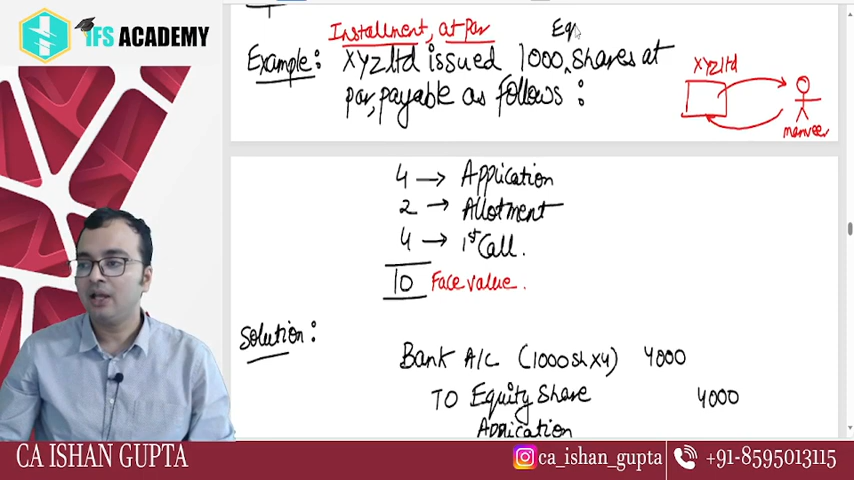 IFS ACADEMY
Installment, at par
Equ
Example: XYZ ltd issued 1000 shares at
par, payable as follows:
XYZ ltd
manveer
4 → Application
2 → Allotment
4 → 1st Call.
10 Face value.
Solution:
Bank A/C (1000 sh x 4) 4000
TO Equity Share 4000
Application
CA ISHAN GUPTA
ca_ishan_gupta
+91-8595013115